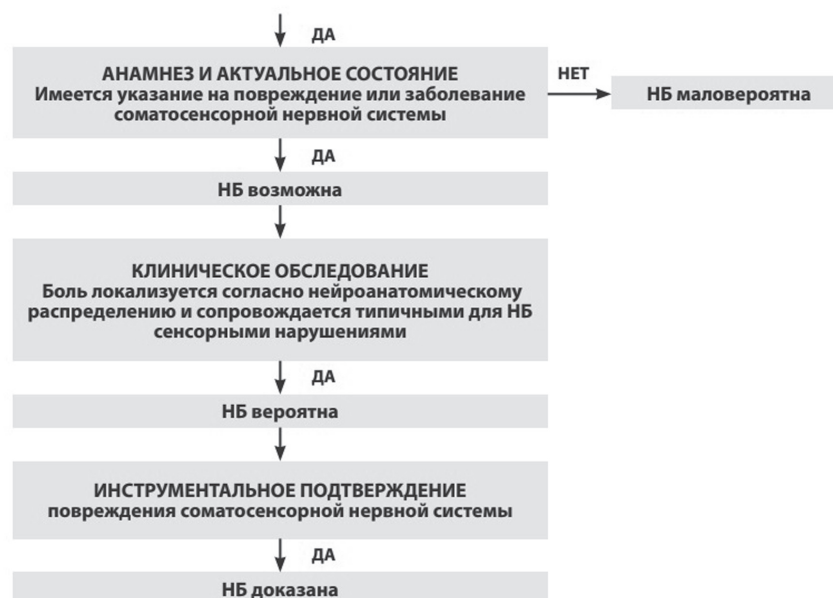 ДА
АНАМНЕЗ И АКТУАЛЬНОЕ СОСТОЯНИЕ
Имеется указание на повреждение или заболевание
соматосенсорной нервной системы
НЕТ
НБ маловероятна
ДА
НБ возможна
КЛИНИЧЕСКОЕ ОБСЛЕДОВАНИЕ
Боль локализуется согласно нейроанатомическому
распределению и сопровождается типичными для НБ
сенсорными нарушениями
ДА
НБ вероятна
ИНСТРУМЕНТАЛЬНОЕ ПОДТВЕРЖДЕНИЕ
повреждения соматосенсорной нервной системы
ДА
НБ доказана